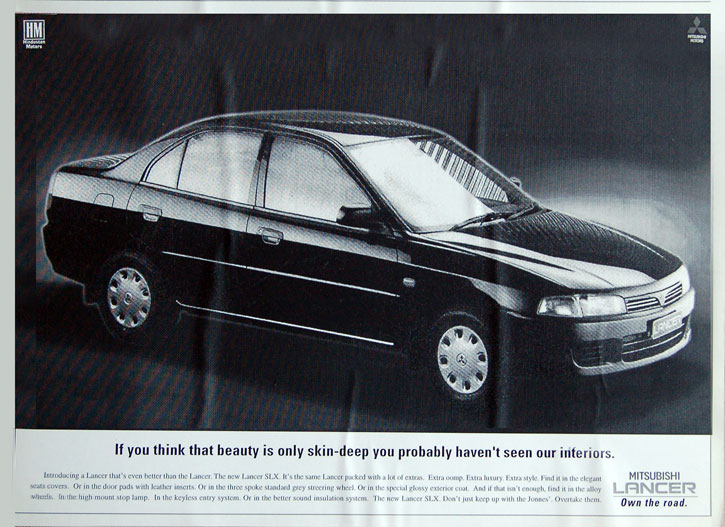 HM
Hindustan
Motors
MITSUBISHI
MOTORS
LANCER
If you think that beauty is only skin-deep you probably haven't seen our interiors.
Introducing a Lancer that's even better than the Lancer. The new Lancer SLX. It's the same Lancer packed with a lot of extras. Extra oomp. Extra luxury. Extra style. Find it in the elegant
seats covers. Or in the door pads with leather inserts. Or in the three spoke standard grey streering wheel. Or in the special glossy exterior coat. And if that isn't enough, find it in the alloy
wheels. In the high mount stop lamp. In the keyless entry system. Or in the better sound insulation system. The new Lancer SLX. Don't just keep up with the Jonnes'. Overtake them.
MITSUBISHI
LANCER
Own the road.